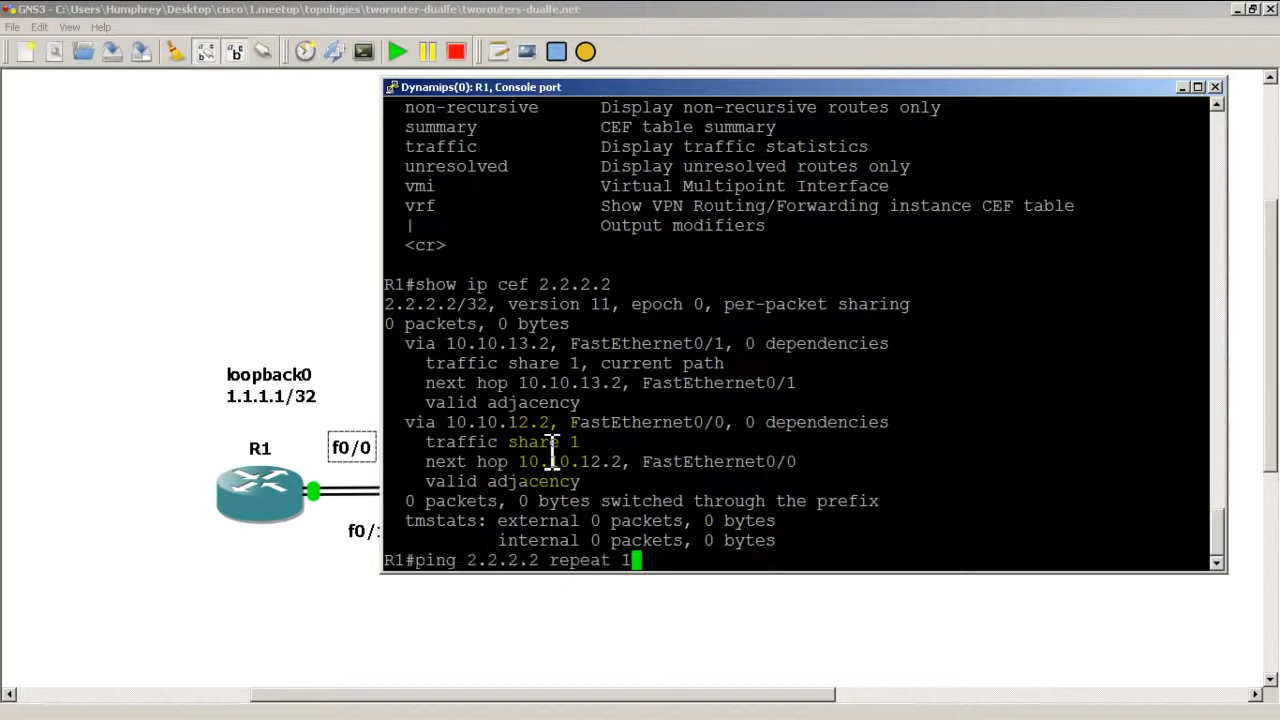 GNS3 - C:\Users\Humphrey\Desktop\cisco\1.meetup\topologies\tworouter-dualfe\tworouters-dualfe.net
File Edit View Help
Dynamips(0): R1, Console port
non-recursive Display non-recursive routes only
summary CEF table summary
traffic Display traffic statistics
unresolved Display unresolved routes only
vmi Virtual Multipoint Interface
vrf Show VPN Routing/Forwarding instance CEF table
| Output modifiers
<cr>
R1#show ip cef 2.2.2.2
2.2.2.2/32, version 11, epoch 0, per-packet sharing
0 packets, 0 bytes
via 10.10.13.2, FastEthernet0/1, 0 dependencies
traffic share 1, current path
next hop 10.10.13.2, FastEthernet0/1
valid adjacency
via 10.10.12.2, FastEthernet0/0, 0 dependencies
traffic share 1
next hop 10.10.12.2, FastEthernet0/0
valid adjacency
0 packets, 0 bytes switched through the prefix
tmstats: external 0 packets, 0 bytes
internal 0 packets, 0 bytes
R1#ping 2.2.2.2 repeat 1
loopback0
1.1.1.1/32
R1
f0/0
f0/